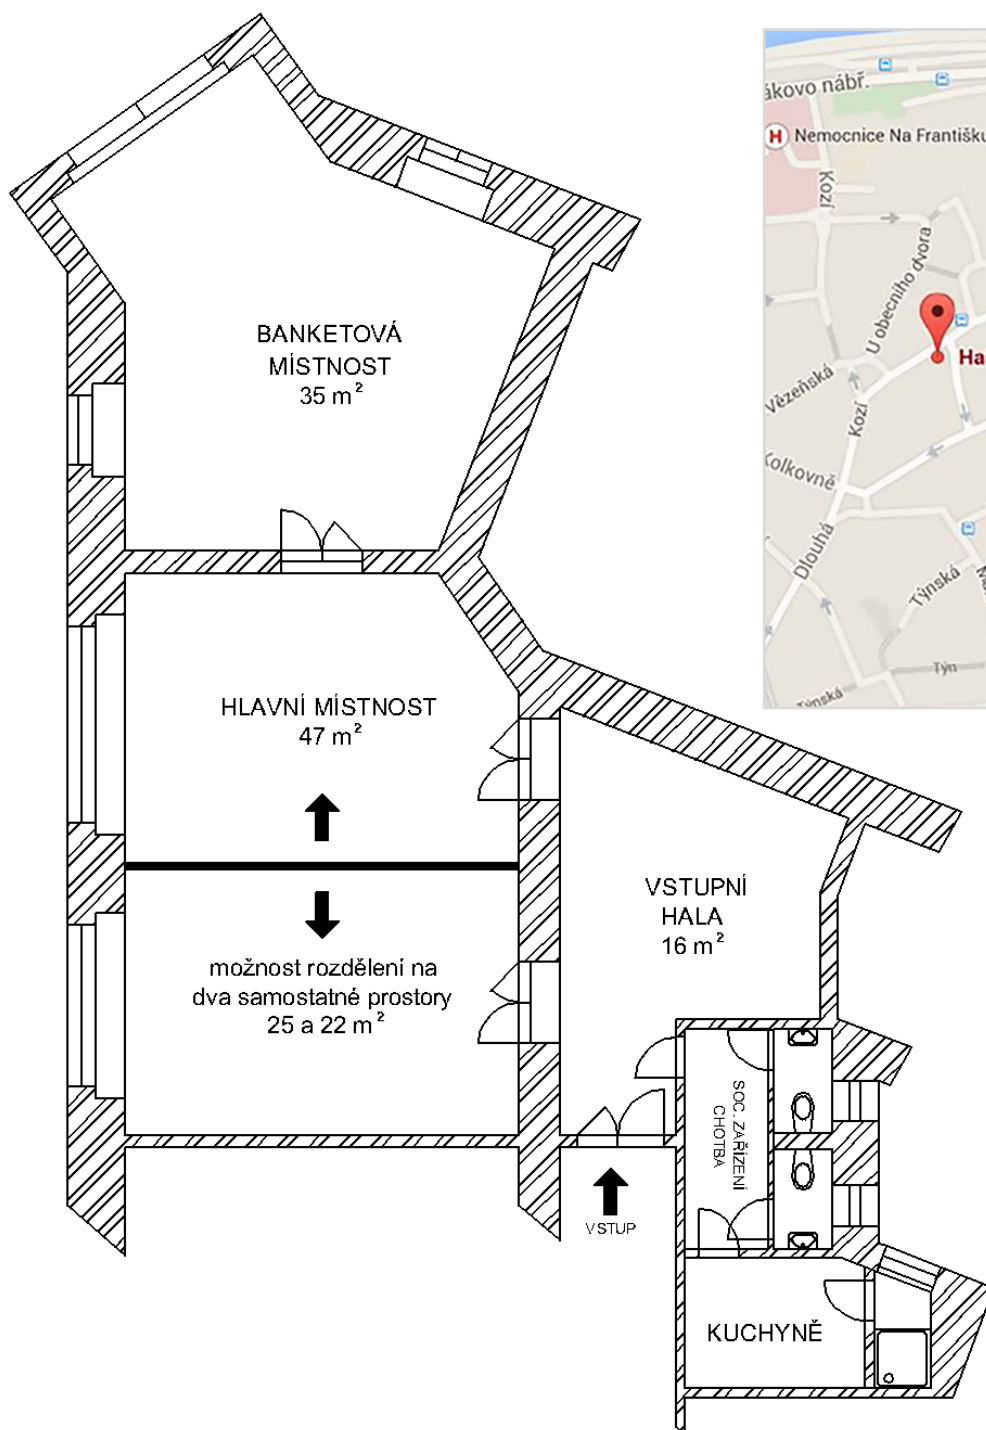 BANKETOVÁ
MÍSTNOST
35 m²
HLAVNÍ MÍSTNOST
47 m²
možnost rozdělení na
dva samostatné prostory
25 a 22 m²
VSTUPNÍ
HALA
16 m²
SOC. ZAŘÍZENÍ
CHOTBA
VSTUP
KUCHYNĚ
ákovo nábř.
H
Nemocnice Na Františku
Kozí
U obecního dvora
Ha
Vězeňská
Kozí
Kolkovně
Dlouhá
Týnská
Týn
Týnská